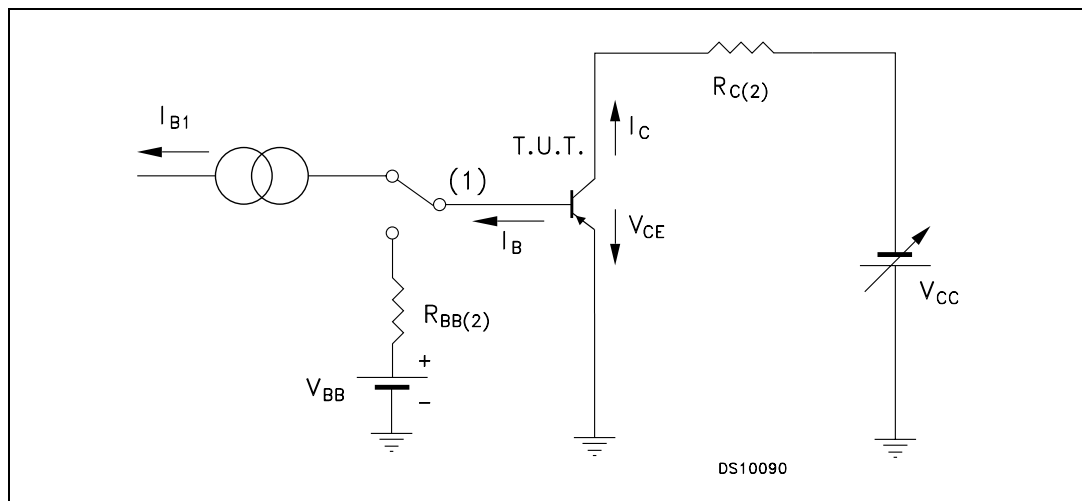 R_C(2)
I_B1
I_C
T.U.T.
(1)
I_B
V_CE
V_CC
R_BB(2)
+
V_BB
−
DS10090